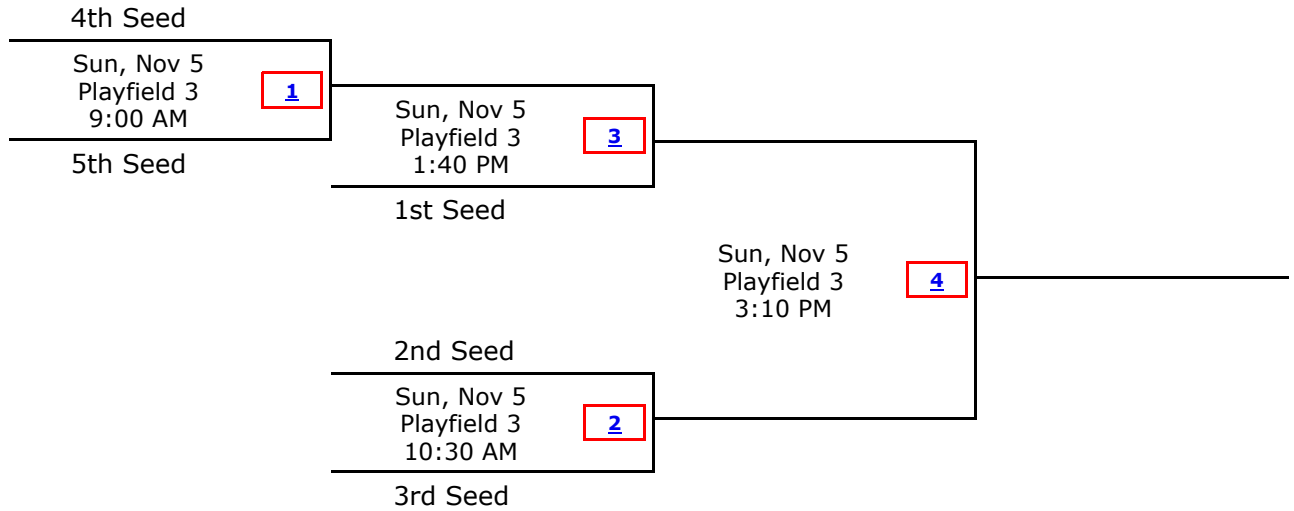 4th Seed
Sun, Nov 5
Playfield 3
9:00 AM
1
5th Seed
Sun, Nov 5
Playfield 3
1:40 PM
3
1st Seed
Sun, Nov 5
Playfield 3
3:10 PM
4
2nd Seed
Sun, Nov 5
Playfield 3
10:30 AM
2
3rd Seed